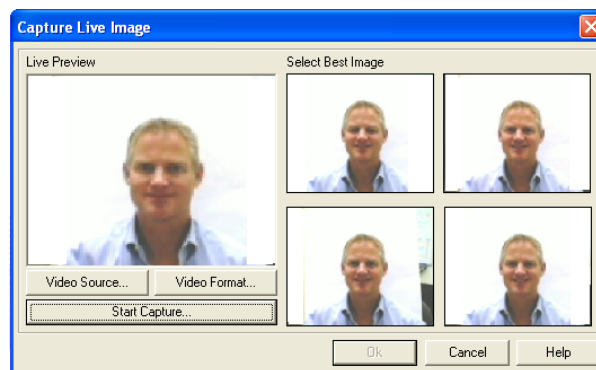 Capture Live Image
Live Preview
Select Best Image
Video Source...
Video Format...
Start Capture...
Ok
Cancel
Help